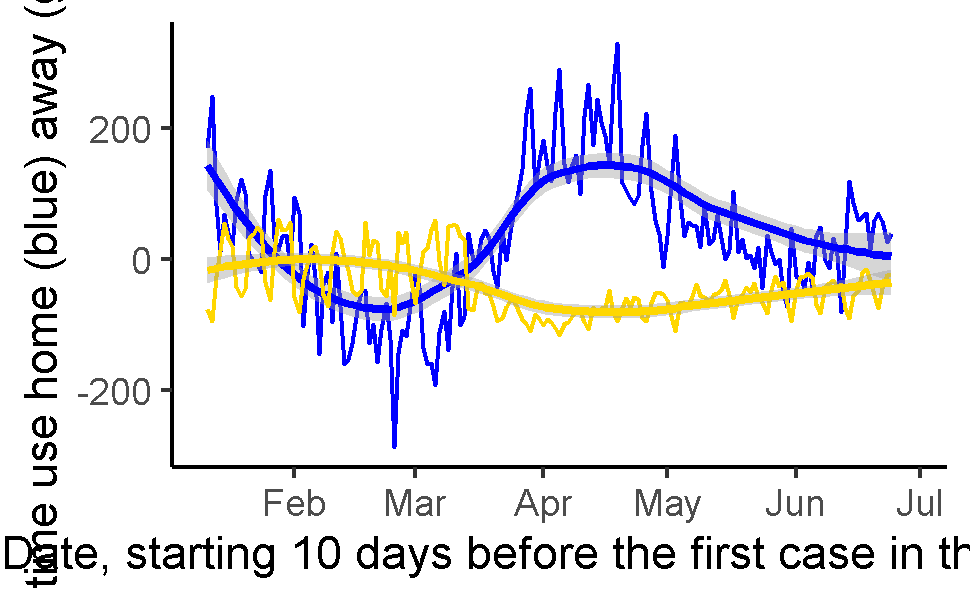 time use home (blue) away (
200
0
-200
Feb Mar Apr May Jun Jul
Date, starting 10 days before the first case in th